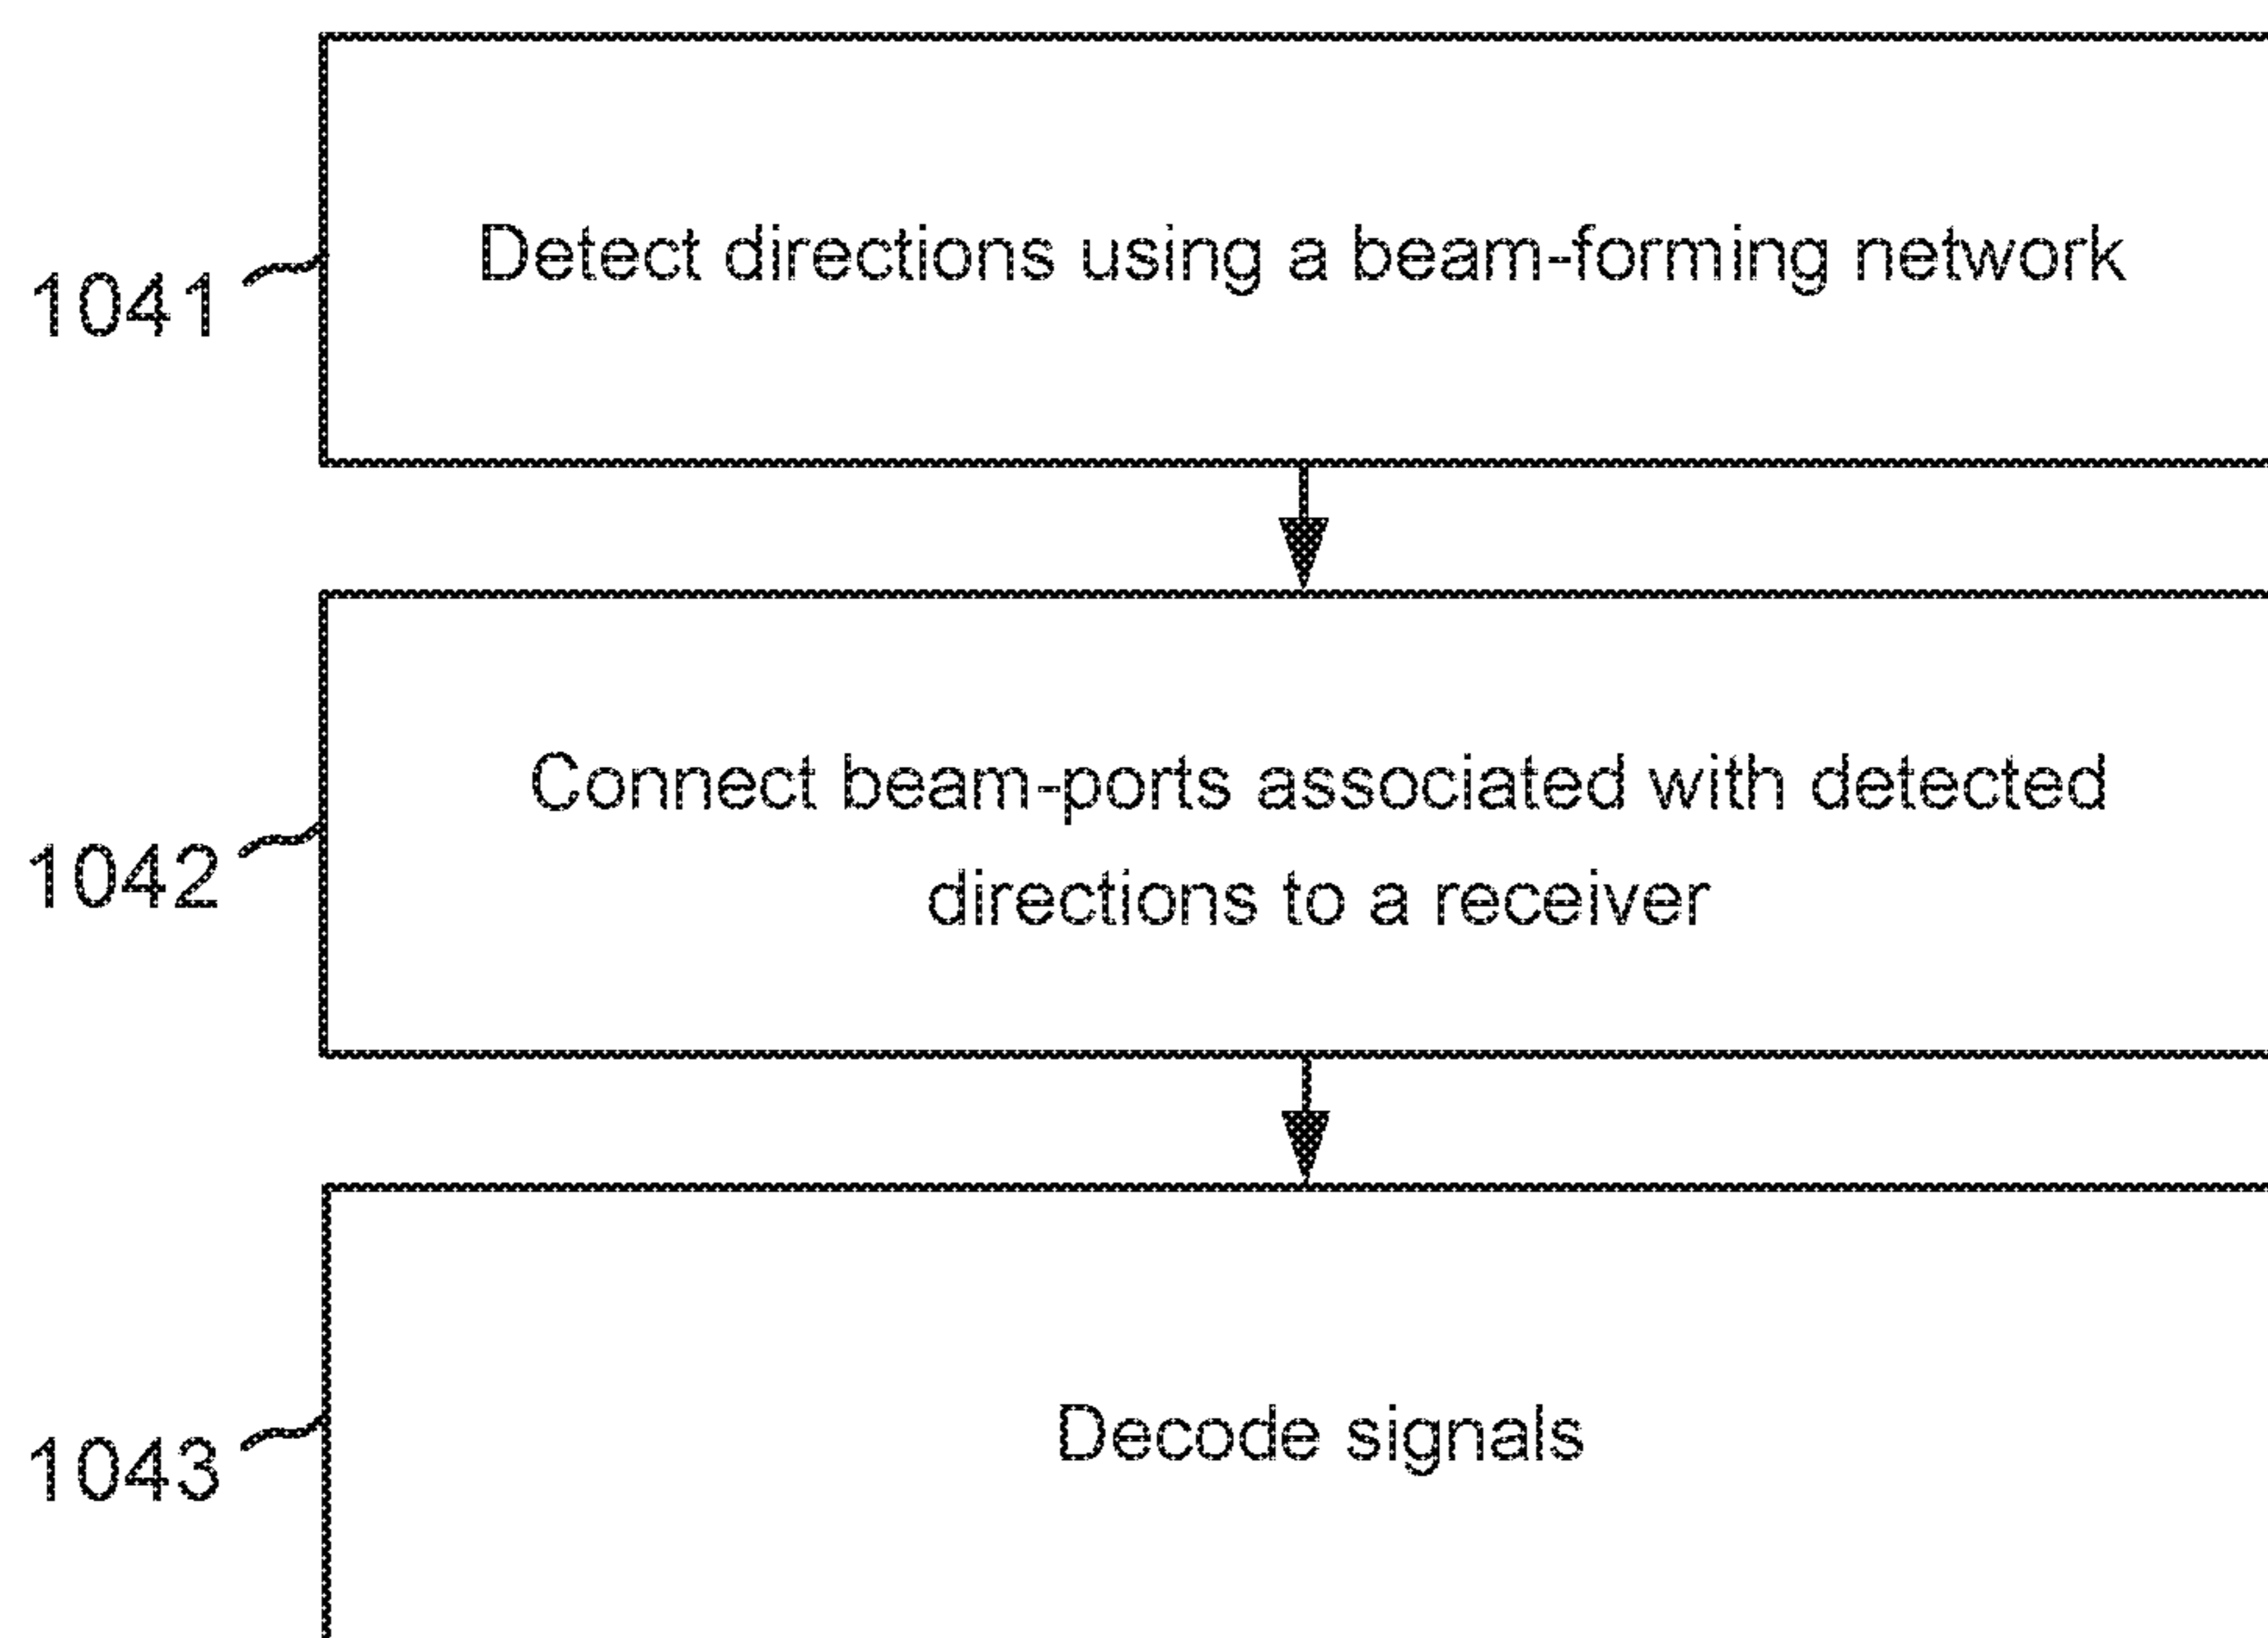 Detect directions using a beam-forming network
1041
Connect beam-ports associated with detected
directions to a receiver
1042
Decode signals
1043